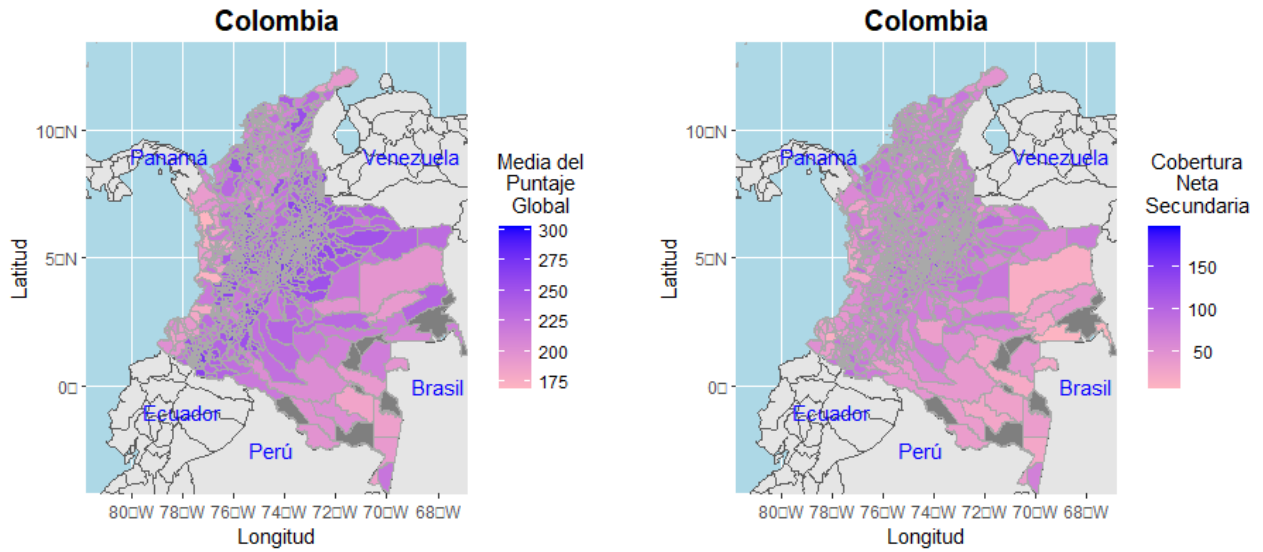 Colombia
10□N
5□N
0□
Latitud
Panamá
Venezuela
Ecuador
Perú
Brasil
80□W 78□W 76□W 74□W 72□W 70□W 68□W
Longitud
Media del
Puntaje
Global
300
275
250
225
200
175
Colombia
10□N
5□N
0□
Latitud
Panamá
Venezuela
Ecuador
Perú
Brasil
80□W 78□W 76□W 74□W 72□W 70□W 68□W
Longitud
Cobertura
Neta
Secundaria
150
100
50